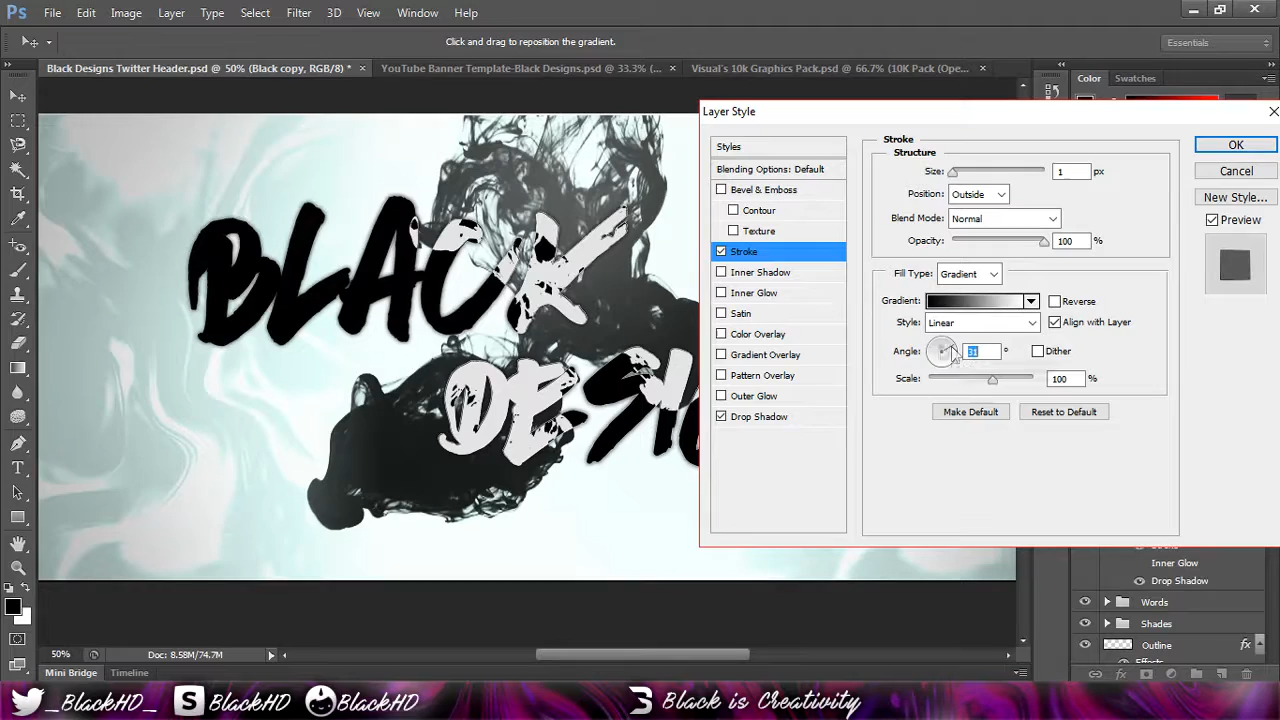 Ps File Edit Image Layer Type Select Filter 3D View Window Help
Click and drag to reposition the gradient.
Essentials
Black Designs Twitter Header.psd @ 50% (Black copy, RGB/8) *
YouTube Banner Template-Black Designs.psd @ 33.3% (...
Visual's 10k Graphics Pack.psd @ 66.7% (10K Pack (Ope...
Color Swatches
Layer Style
Styles
Blending Options: Default
Bevel & Emboss
Contour
Texture
Stroke
Inner Shadow
Inner Glow
Satin
Color Overlay
Gradient Overlay
Pattern Overlay
Outer Glow
Drop Shadow
Stroke
Structure
Size: 1 px
Position: Outside
Blend Mode: Normal
Opacity: 100 %
Fill Type: Gradient
Gradient: Reverse
Style: Linear Align with Layer
Angle: 31 ° Dither
Scale: 100 %
Make Default Reset to Default
OK
Cancel
New Style...
Preview
BLACK
DESI
Inner Glow
Drop Shadow
Words
Shades
Outline fx
Effects
50% Doc: 8.58M/74.7M
Mini Bridge Timeline
_BlackHD_ S BlackHD BlackHD Black is Creativity